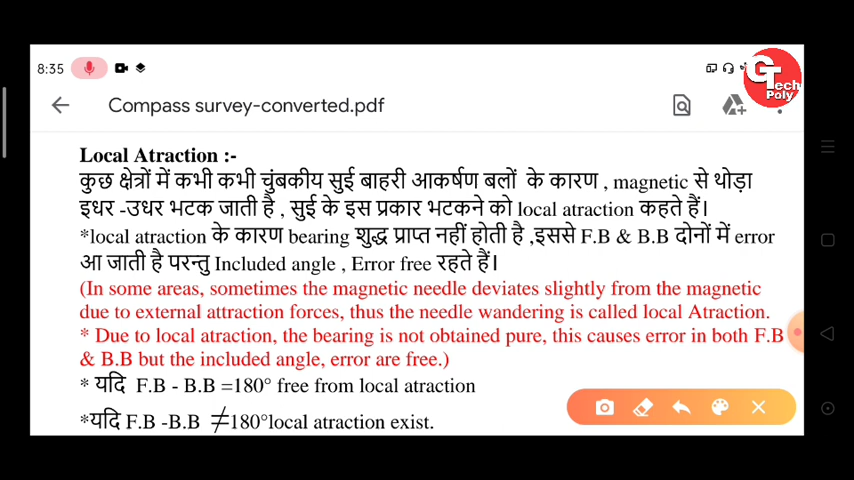 8:35
G Tech Poly
Compass survey-converted.pdf
Local Atraction :-
कुछ क्षेत्रों में कभी कभी चुंबकीय सुई बाहरी आकर्षण बलों के कारण , magnetic से थोड़ा
इधर -उधर भटक जाती है , सुई के इस प्रकार भटकने को local atraction कहते हैं।
*local atraction के कारण bearing शुद्ध प्राप्त नहीं होती है ,इससे F.B & B.B दोनों में error
आ जाती है परन्तु Included angle , Error free रहते हैं।
(In some areas, sometimes the magnetic needle deviates slightly from the magnetic
due to external attraction forces, thus the needle wandering is called local Atraction.
* Due to local atraction, the bearing is not obtained pure, this causes error in both F.B
& B.B but the included angle, error are free.)
* यदि F.B - B.B =180° free from local atraction
*यदि F.B -B.B ≠180°local atraction exist.